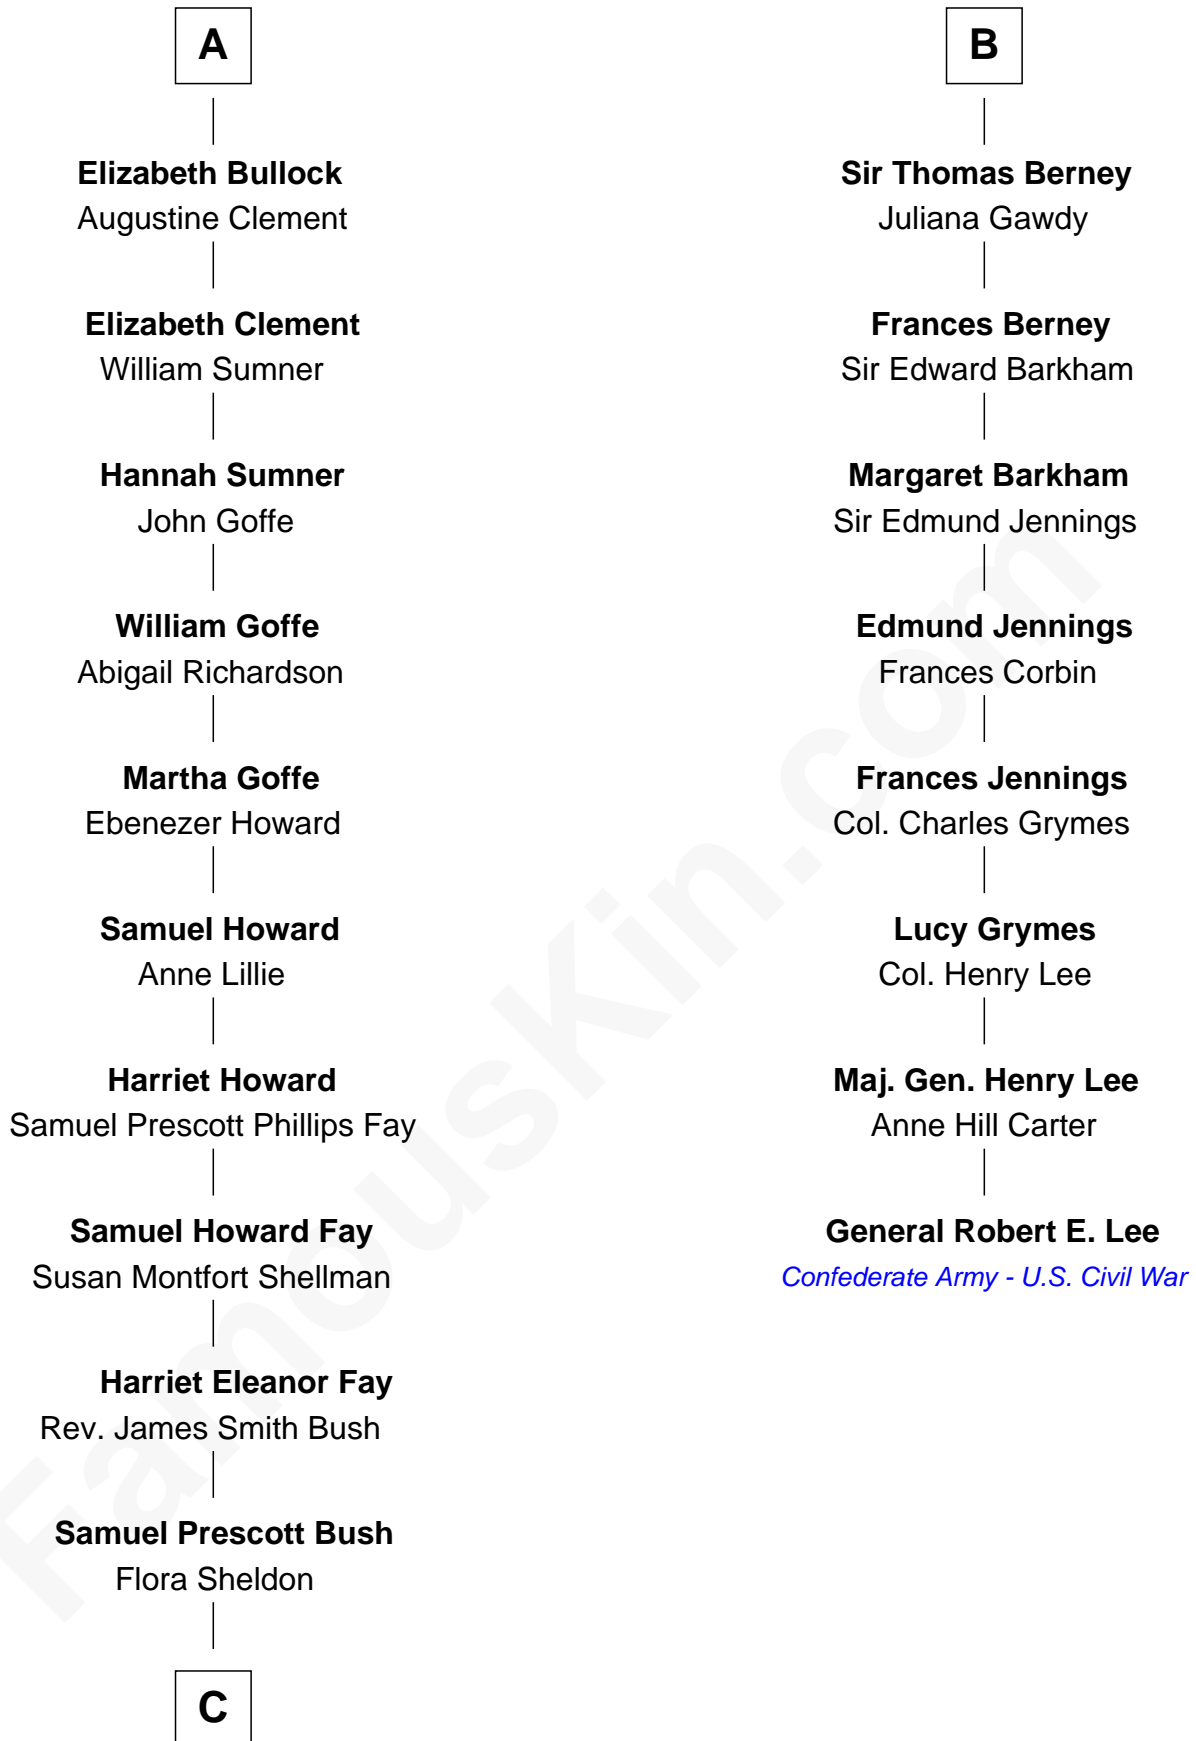 A
Elizabeth Bullock
Augustine Clement
Elizabeth Clement
William Sumner
Hannah Sumner
John Goffe
William Goffe
Abigail Richardson
Martha Goffe
Ebenezer Howard
Samuel Howard
Anne Lillie
Harriet Howard
Samuel Prescott Phillips Fay
Samuel Howard Fay
Susan Montfort Shellman
Harriet Eleanor Fay
Rev. James Smith Bush
Samuel Prescott Bush
Flora Sheldon
C
B
Sir Thomas Berney
Juliana Gawdy
Frances Berney
Sir Edward Barkham
Margaret Barkham
Sir Edmund Jennings
Edmund Jennings
Frances Corbin
Frances Jennings
Col. Charles Grymes
Lucy Grymes
Col. Henry Lee
Maj. Gen. Henry Lee
Anne Hill Carter
General Robert E. Lee
Confederate Army - U.S. Civil War
FamousKin.com